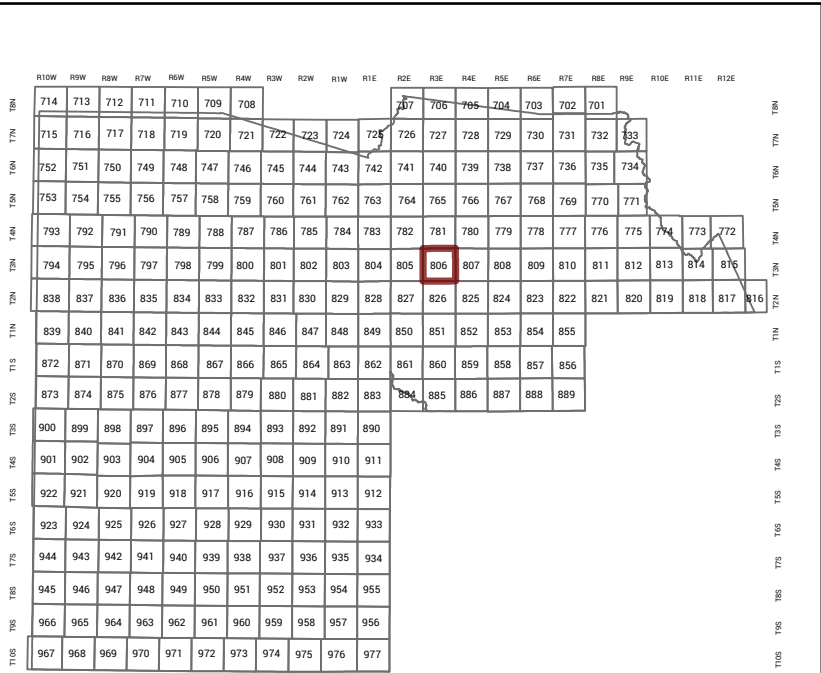 R10W R9W R8W R7W R6W R5W R4W R3W R2W R1W R1E R2E R3E R4E R5E R6E R7E R8E R9E R10E R11E R12E
T8N 714 713 712 711 710 709 708 707 706 705 704 703 702 701 T8N
T7N 715 716 717 718 719 720 721 722 723 724 725 726 727 728 729 730 731 732 733 T7N
T6N 752 751 750 749 748 747 746 745 744 743 742 741 740 739 738 737 736 735 734 T6N
T5N 753 754 755 756 757 758 759 760 761 762 763 764 765 766 767 768 769 770 771 T5N
T4N 793 792 791 790 789 788 787 786 785 784 783 782 781 780 779 778 777 776 775 774 773 772 T4N
T3N 794 795 796 797 798 799 800 801 802 803 804 805 806 807 808 809 810 811 812 813 814 815 T3N
T2N 838 837 836 835 834 833 832 831 830 829 828 827 826 825 824 823 822 821 820 819 818 817 816 T2N
T1N 839 840 841 842 843 844 845 846 847 848 849 850 851 852 853 854 855 T1N
T1S 872 871 870 869 868 867 866 865 864 863 862 861 860 859 858 857 856 T1S
T2S 873 874 875 876 877 878 879 880 881 882 883 884 885 886 887 888 889 T2S
T3S 900 899 898 897 896 895 894 893 892 891 890 T3S
T4S 901 902 903 904 905 906 907 908 909 910 911 T4S
T5S 922 921 920 919 918 917 916 915 914 913 912 T5S
T6S 923 924 925 926 927 928 929 930 931 932 933 T6S
T7S 944 943 942 941 940 939 938 937 936 935 934 T7S
T8S 945 946 947 948 949 950 951 952 953 954 955 T8S
T9S 966 965 964 963 962 961 960 959 958 957 956 T9S
T10S 967 968 969 970 971 972 973 974 975 976 977 T10S